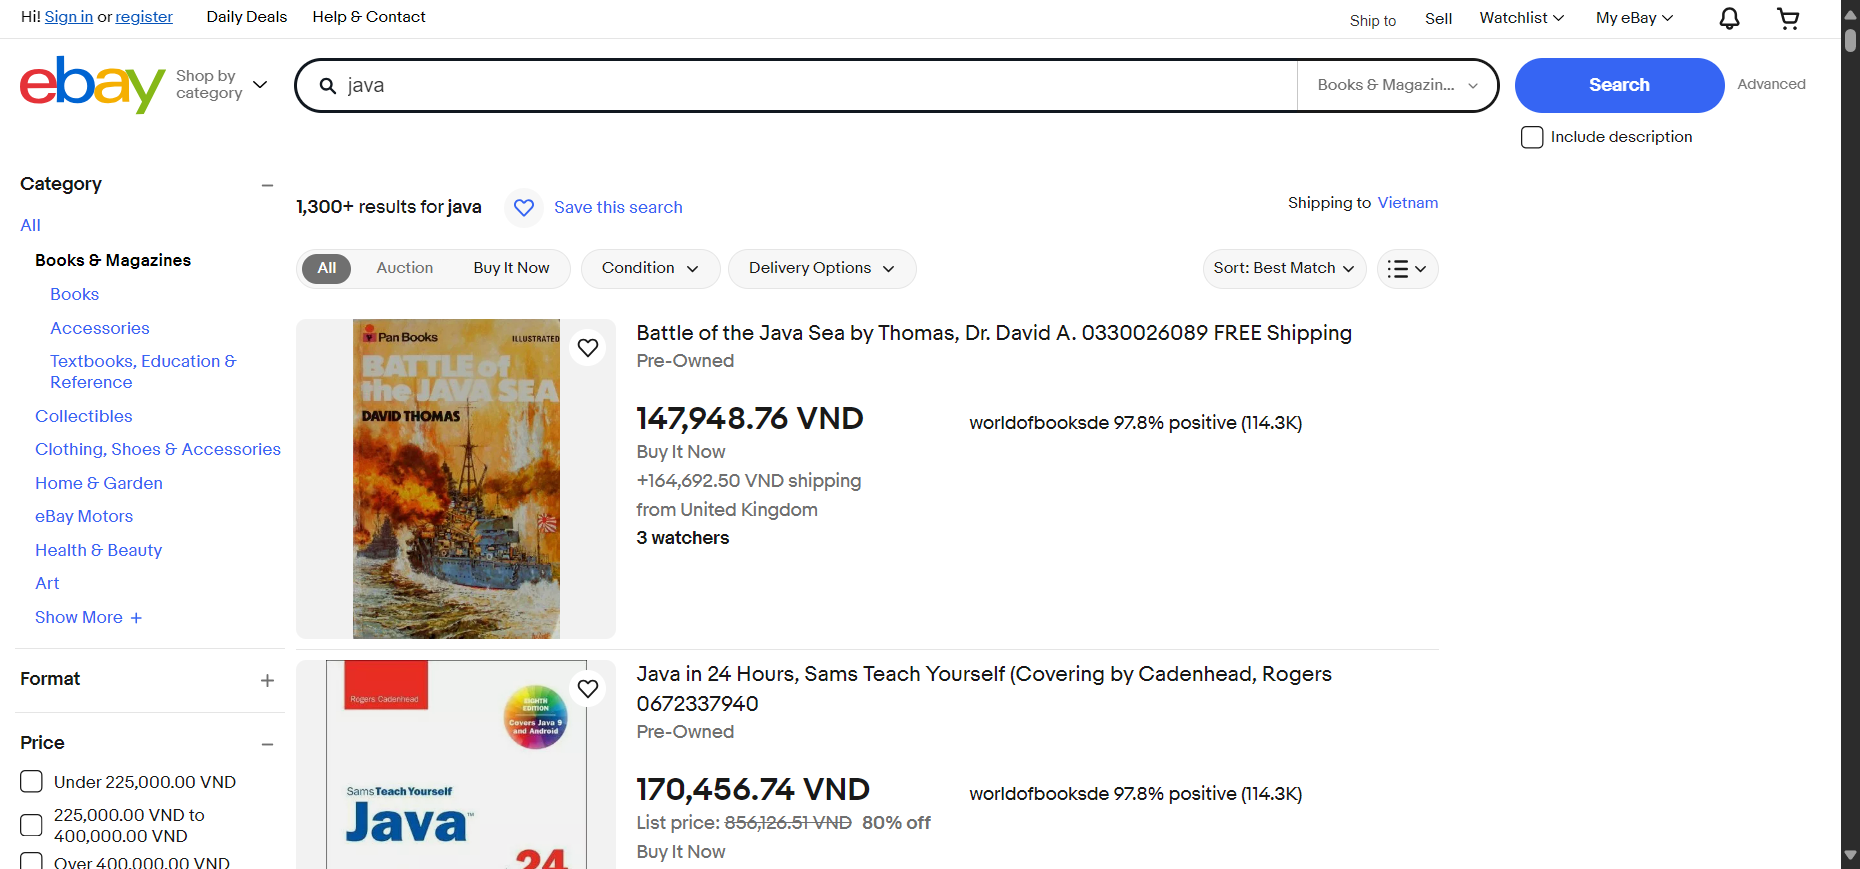 Hi! Sign in or register
Daily Deals
Help & Contact
Ship to
Sell
Watchlist
My eBay
ebay
Shop by
category
java
Books & Magazin...
Search
Advanced
Include description
Category
All
Books & Magazines
Books
Accessories
Textbooks, Education &
Reference
Collectibles
Clothing, Shoes & Accessories
Home & Garden
eBay Motors
Health & Beauty
Art
Show More
Format
Price
Under 225,000.00 VND
225,000.00 VND to
400,000.00 VND
Over 400,000.00 VND
1,300+ results for java
Save this search
Shipping to Vietnam
All
Auction
Buy It Now
Condition
Delivery Options
Sort: Best Match
Pan Books
ILLUSTRATED
BATTLE of
the JAVA SEA
DAVID THOMAS
Battle of the Java Sea by Thomas, Dr. David A. 0330026089 FREE Shipping
Pre-Owned
147,948.76 VND
Buy It Now
+164,692.50 VND shipping
from United Kingdom
3 watchers
worldofbooksde 97.8% positive (114.3K)
Rogers Cadenhead
EIGHTH
EDITION
Covers Java 9
and Android
Sams Teach Yourself
Java™
24
Java in 24 Hours, Sams Teach Yourself (Covering by Cadenhead, Rogers
0672337940
Pre-Owned
170,456.74 VND
List price: 856,126.51 VND 80% off
Buy It Now
worldofbooksde 97.8% positive (114.3K)